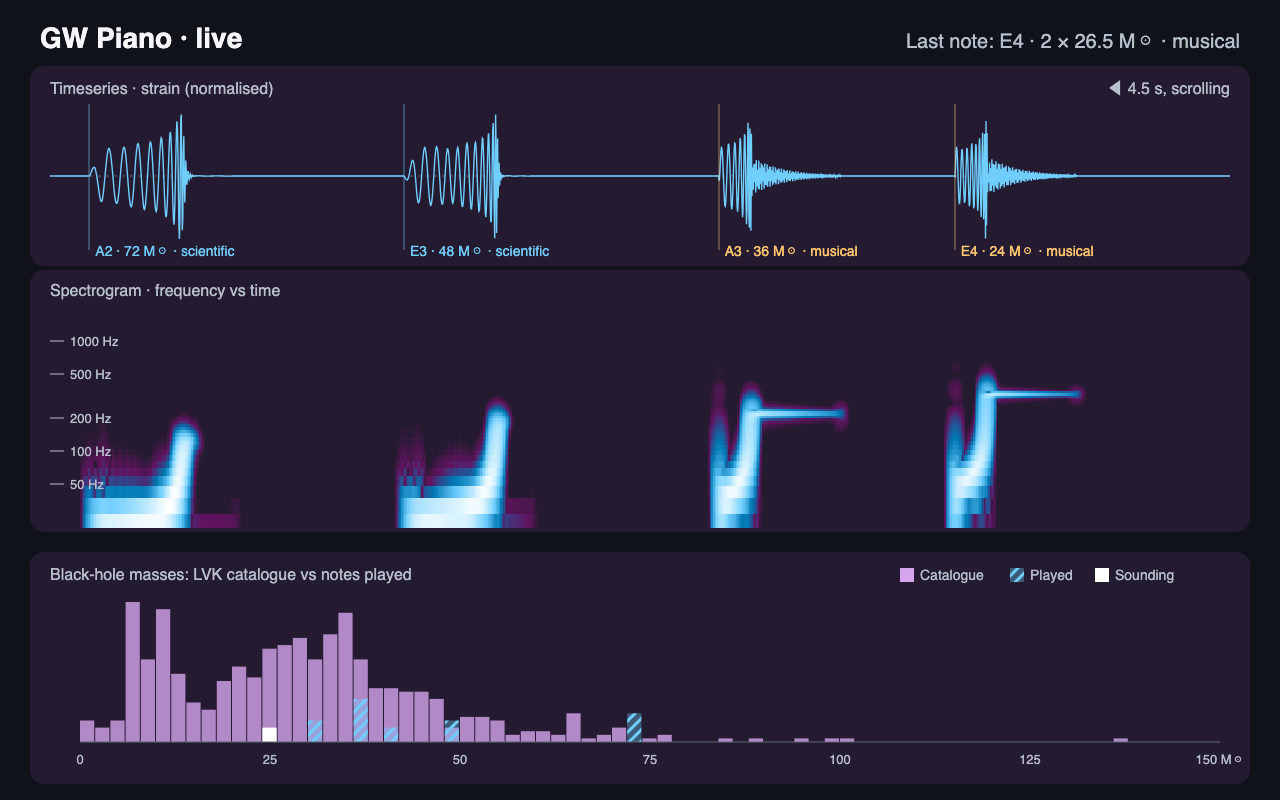 GW Piano · live
Last note: E4 · 2 × 26.5 M☉ · musical
Timeseries · strain (normalised)
◀ 4.5 s, scrolling
A2 · 72 M☉ · scientific
E3 · 48 M☉ · scientific
A3 · 36 M☉ · musical
E4 · 24 M☉ · musical
Spectrogram · frequency vs time
1000 Hz
500 Hz
200 Hz
100 Hz
50 Hz
Black-hole masses: LVK catalogue vs notes played
Catalogue Played Sounding
0 25 50 75 100 125 150 M☉